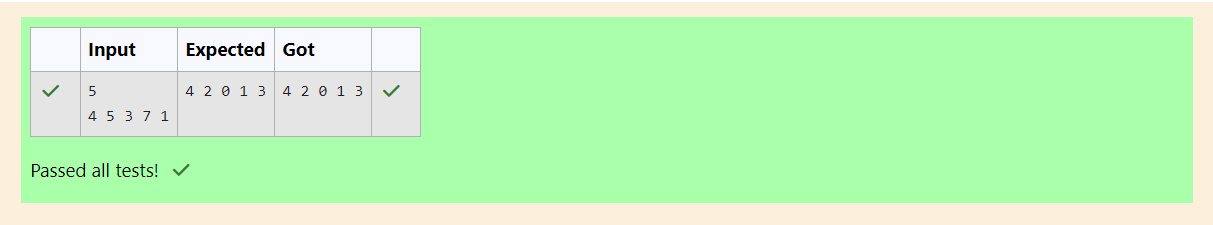 Input Expected Got
5 4 2 0 1 3 4 2 0 1 3
4 5 3 7 1
Passed all tests!